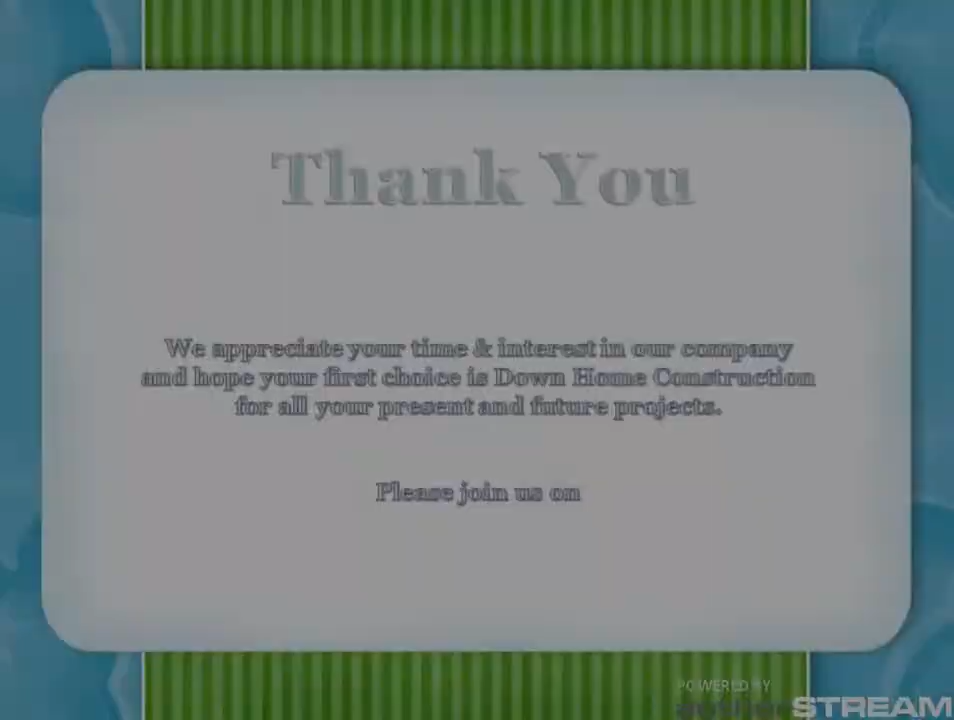 Thank You
We appreciate your time & interest in our company
and hope your first choice is Down Home Construction
for all your present and future projects.
Please join us on
POWERED BY
STREAM